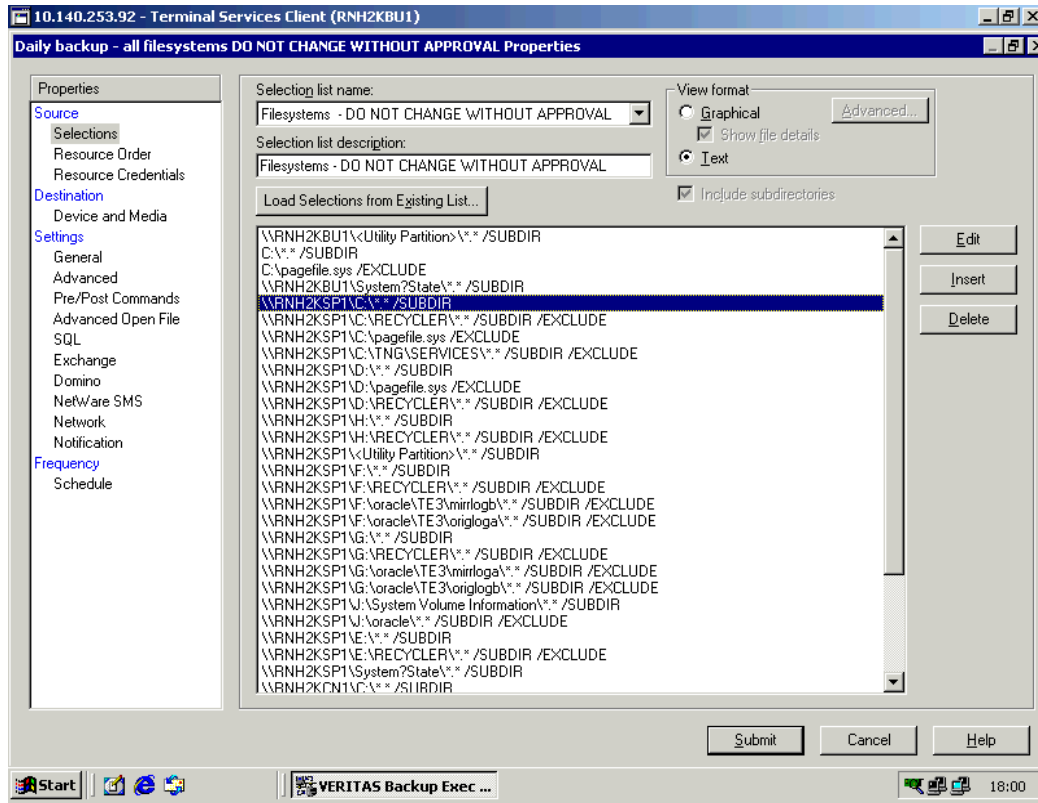 10.140.253.92 - Terminal Services Client (RNH2KBU1)
Daily backup - all filesystems DO NOT CHANGE WITHOUT APPROVAL Properties
Properties
Source
Selections
Resource Order
Resource Credentials
Destination
Device and Media
Settings
General
Advanced
Pre/Post Commands
Advanced Open File
SQL
Exchange
Domino
NetWare SMS
Network
Notification
Frequency
Schedule
Selection list name:
Filesystems - DO NOT CHANGE WITHOUT APPROVAL
Selection list description:
Filesystems - DO NOT CHANGE WITHOUT APPROVAL
Load Selections from Existing List...
View format
Graphical
Advanced...
Show file details
Text
Include subdirectories
\\RNH2KBU1\<Utility Partition>\*.* /SUBDIR
C:\*.* /SUBDIR
C:\pagefile.sys /EXCLUDE
\\RNH2KBU1\System?State\*.* /SUBDIR
\\RNH2KSP1\C:\*.* /SUBDIR
\\RNH2KSP1\C:\RECYCLER\*.* /SUBDIR /EXCLUDE
\\RNH2KSP1\C:\pagefile.sys /EXCLUDE
\\RNH2KSP1\C:\TNG\SERVICES\*.* /SUBDIR /EXCLUDE
\\RNH2KSP1\D:\*.* /SUBDIR
\\RNH2KSP1\D:\pagefile.sys /EXCLUDE
\\RNH2KSP1\D:\RECYCLER\*.* /SUBDIR /EXCLUDE
\\RNH2KSP1\H:\*.* /SUBDIR
\\RNH2KSP1\H:\RECYCLER\*.* /SUBDIR /EXCLUDE
\\RNH2KSP1\<Utility Partition>\*.* /SUBDIR
\\RNH2KSP1\F:\*.* /SUBDIR
\\RNH2KSP1\F:\RECYCLER\*.* /SUBDIR /EXCLUDE
\\RNH2KSP1\F:\oracle\TE3\mirrlogb\*.* /SUBDIR /EXCLUDE
\\RNH2KSP1\F:\oracle\TE3\origloga\*.* /SUBDIR /EXCLUDE
\\RNH2KSP1\G:\*.* /SUBDIR
\\RNH2KSP1\G:\RECYCLER\*.* /SUBDIR /EXCLUDE
\\RNH2KSP1\G:\oracle\TE3\mirrloga\*.* /SUBDIR /EXCLUDE
\\RNH2KSP1\G:\oracle\TE3\origlogb\*.* /SUBDIR /EXCLUDE
\\RNH2KSP1\J:\System Volume Information\*.* /SUBDIR
\\RNH2KSP1\J:\oracle\*.* /SUBDIR /EXCLUDE
\\RNH2KSP1\E:\*.* /SUBDIR
\\RNH2KSP1\E:\RECYCLER\*.* /SUBDIR /EXCLUDE
\\RNH2KSP1\System?State\*.* /SUBDIR
\\RNH2KCN1\C:\*.* /SUBDIR
Edit
Insert
Delete
Submit
Cancel
Help
Start
VERITAS Backup Exec ...
18:00